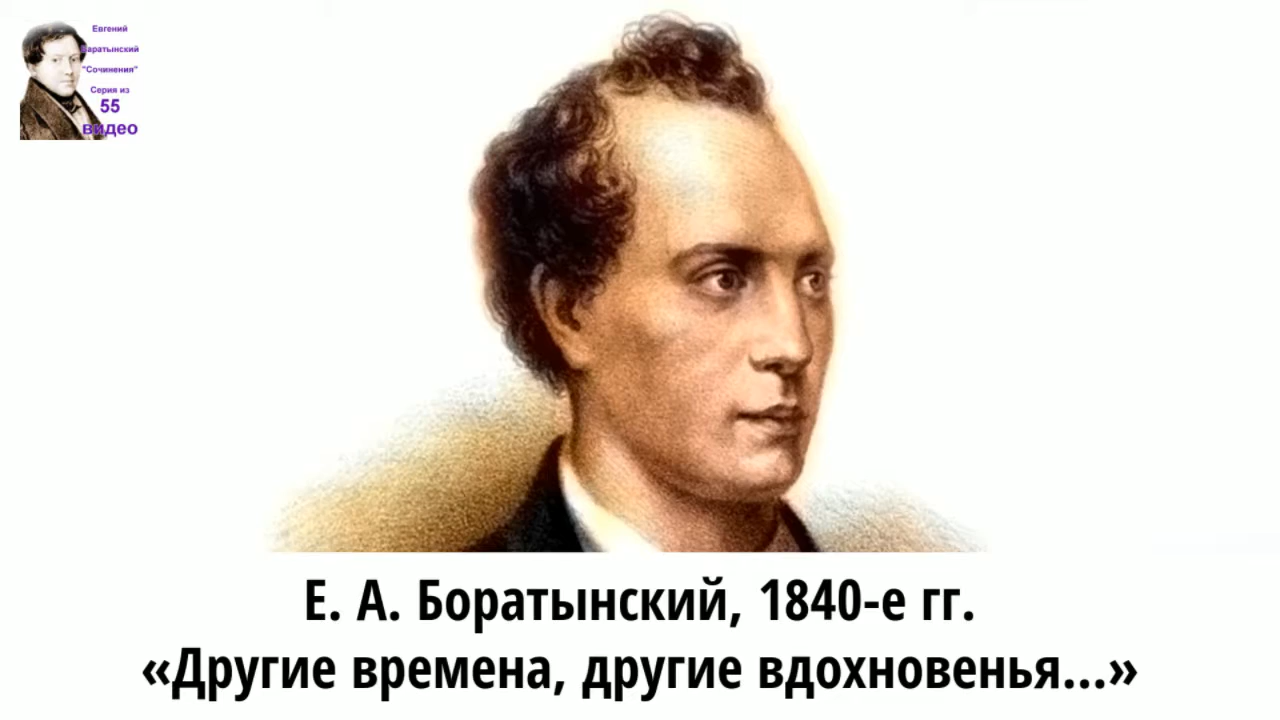 Евгений
Баратынский
"Сочинения"
Серия из
55
видео
Е. А. Боратынский, 1840-е гг.
«Другие времена, другие вдохновенья...»